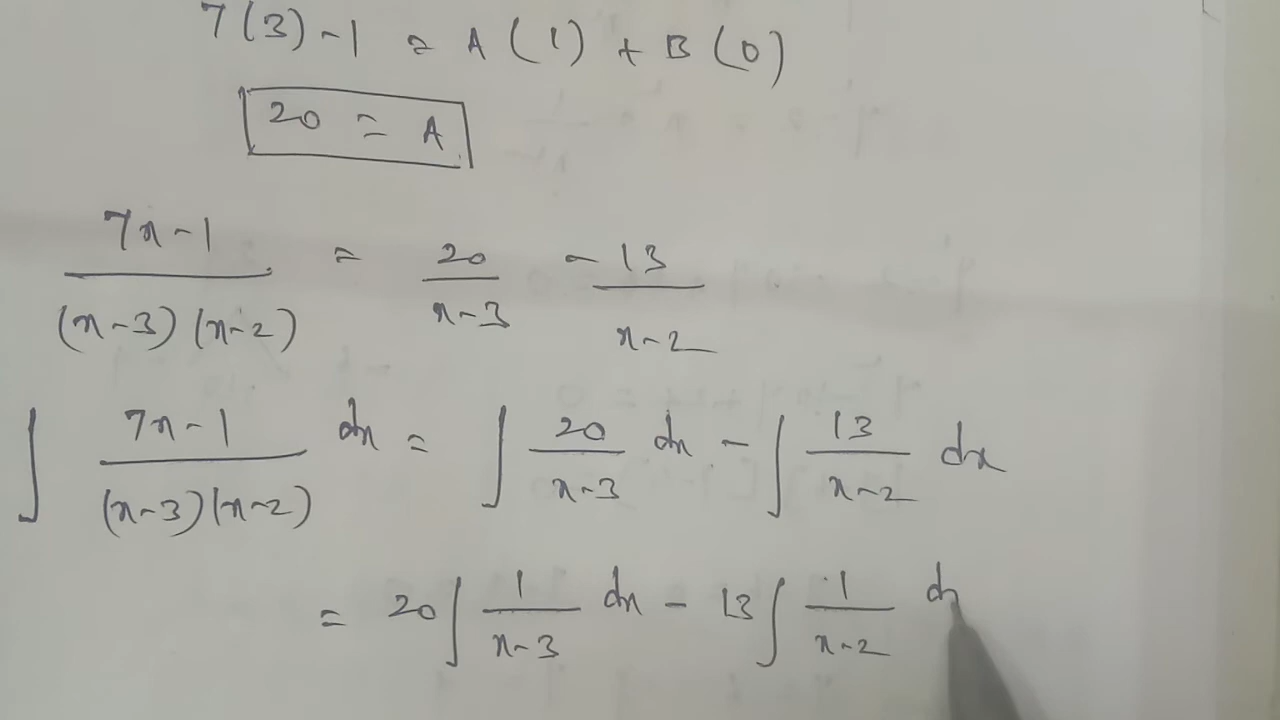 7(3) - 1 = A(1) + B(0)
20 = A
7x-1 / (x-3)(x-2) = 20 / x-3 - 13 / x-2
∫ 7x-1 / (x-3)(x-2) dx = ∫ 20 / x-3 dx - ∫ 13 / x-2 dx
= 20 ∫ 1 / x-3 dx - 13 ∫ 1 / x-2 dx